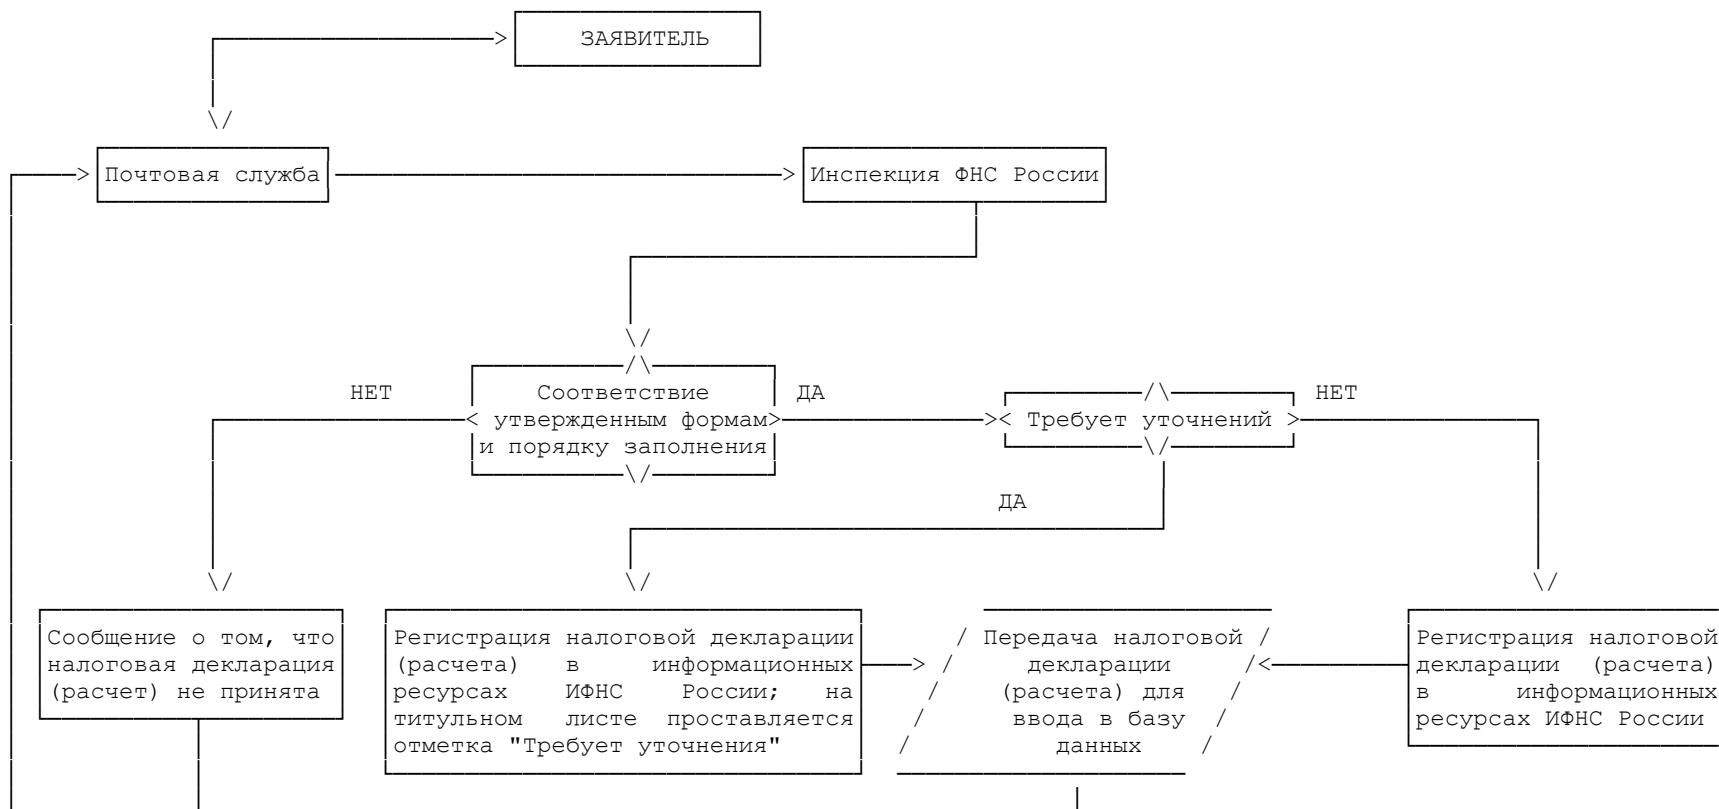 ЗАЯВИТЕЛЬ
Почтовая служба
Инспекция ФНС России
НЕТ
Соответствие
утвержденным формам
и порядку заполнения
ДА
Требует уточнений
НЕТ
ДА
Сообщение о том, что
налоговая декларация
(расчет) не принята
Регистрация налоговой декларации
(расчета) в информационных
ресурсах ИФНС России; на
титульном листе проставляется
отметка "Требует уточнения"
Передача налоговой
декларации
(расчета) для
ввода в базу
данных
Регистрация налоговой
декларации (расчета)
в информационных
ресурсах ИФНС России